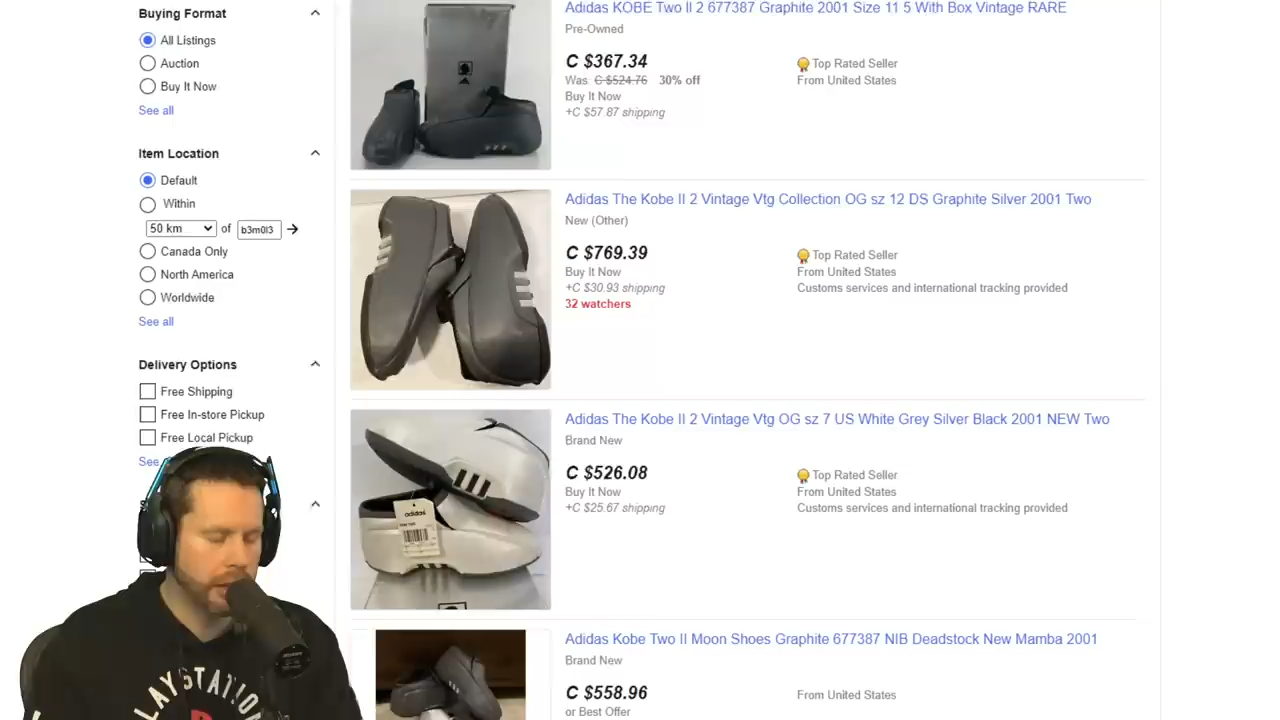 Buying Format
All Listings
Auction
Buy It Now
See all
Item Location
Default
Within
50 km of b3m0l3
Canada Only
North America
Worldwide
See all
Delivery Options
Free Shipping
Free In-store Pickup
Free Local Pickup
See
Adidas KOBE Two II 2 677387 Graphite 2001 Size 11 5 With Box Vintage RARE
Pre-Owned
C $367.34
Was: C $524.76 30% off
Buy It Now
+C $57.87 shipping
Top Rated Seller
From United States
Adidas The Kobe II 2 Vintage Vtg Collection OG sz 12 DS Graphite Silver 2001 Two
New (Other)
C $769.39
Buy It Now
+C $30.93 shipping
32 watchers
Top Rated Seller
From United States
Customs services and international tracking provided
Adidas The Kobe II 2 Vintage Vtg OG sz 7 US White Grey Silver Black 2001 NEW Two
Brand New
C $526.08
Buy It Now
+C $25.67 shipping
Top Rated Seller
From United States
Customs services and international tracking provided
adidas
Adidas Kobe Two II Moon Shoes Graphite 677387 NIB Deadstock New Mamba 2001
Brand New
C $558.96
or Best Offer
From United States
LAYSTATION